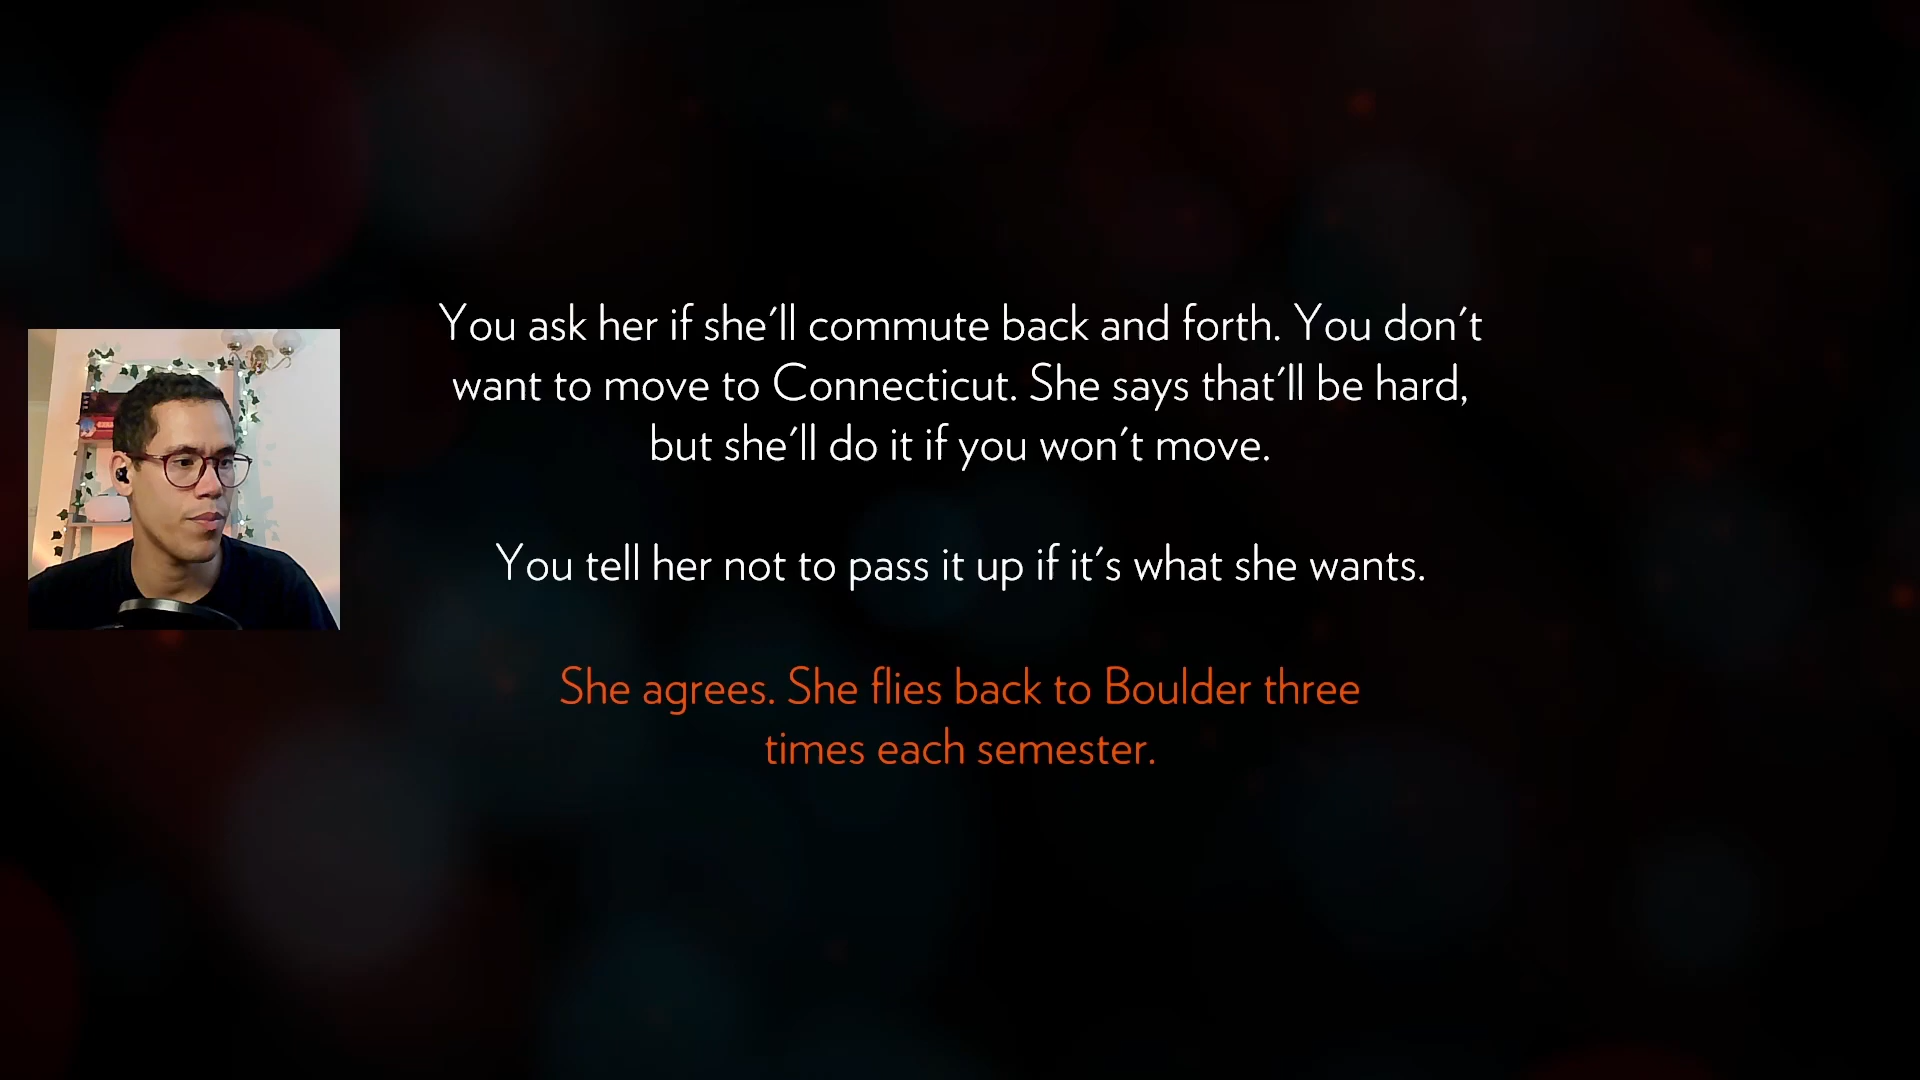 You ask her if she'll commute back and forth. You don't
want to move to Connecticut. She says that'll be hard,
but she'll do it if you won't move.
You tell her not to pass it up if it's what she wants.
She agrees. She flies back to Boulder three
times each semester.